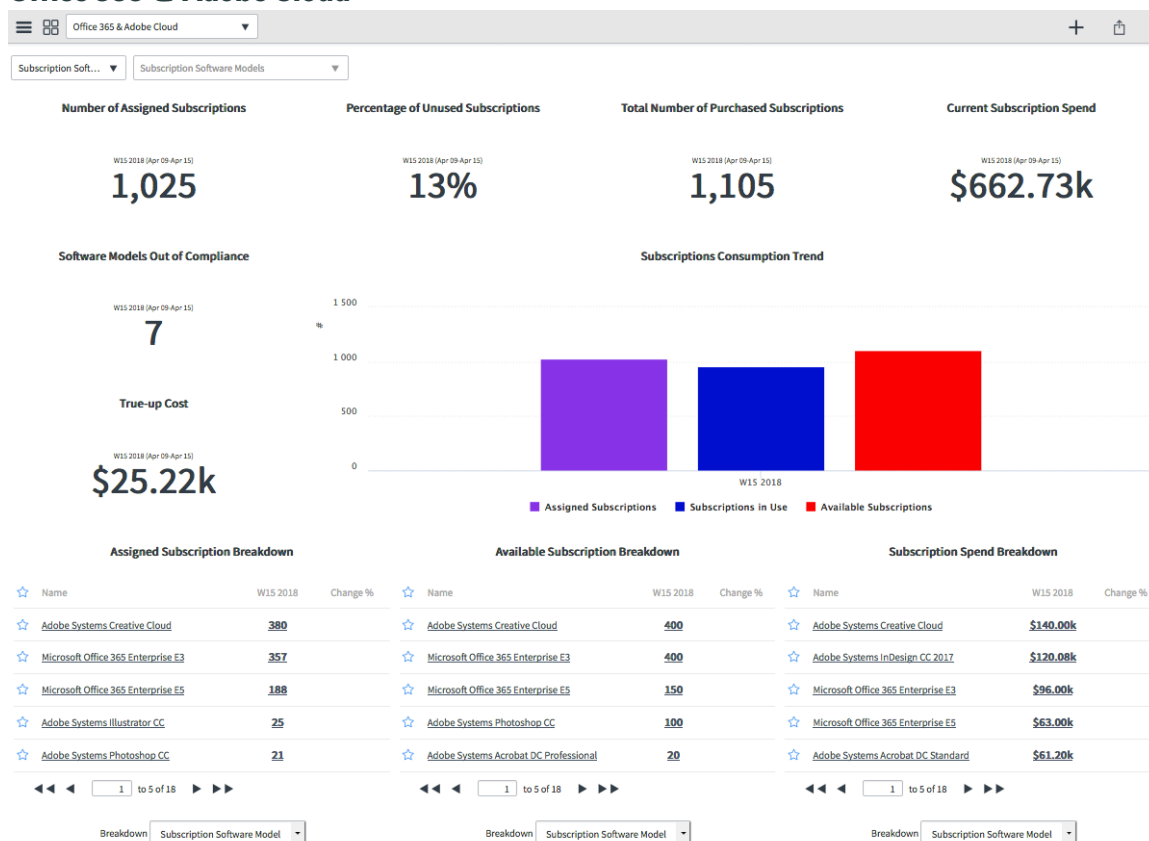 Office 365 & Adobe Cloud
Subscription Soft...
Subscription Software Models
Number of Assigned Subscriptions
Percentage of Unused Subscriptions
Total Number of Purchased Subscriptions
Current Subscription Spend
W15 2018 (Apr 09-Apr 15)
W15 2018 (Apr 09-Apr 15)
W15 2018 (Apr 09-Apr 15)
W15 2018 (Apr 09-Apr 15)
1,025
13%
1,105
$662.73k
Software Models Out of Compliance
W15 2018 (Apr 09-Apr 15)
7
True-up Cost
W15 2018 (Apr 09-Apr 15)
$25.22k
Subscriptions Consumption Trend
%
1 500
1 000
500
0
W15 2018
Assigned Subscriptions Subscriptions in Use Available Subscriptions
Assigned Subscription Breakdown
Name W15 2018 Change %
Adobe Systems Creative Cloud 380
Microsoft Office 365 Enterprise E3 357
Microsoft Office 365 Enterprise E5 188
Adobe Systems Illustrator CC 25
Adobe Systems Photoshop CC 21
1 to 5 of 18
Breakdown Subscription Software Model
Available Subscription Breakdown
Name W15 2018 Change %
Adobe Systems Creative Cloud 400
Microsoft Office 365 Enterprise E3 400
Microsoft Office 365 Enterprise E5 150
Adobe Systems Photoshop CC 100
Adobe Systems Acrobat DC Professional 20
1 to 5 of 18
Breakdown Subscription Software Model
Subscription Spend Breakdown
Name W15 2018 Change %
Adobe Systems Creative Cloud $140.00k
Adobe Systems InDesign CC 2017 $120.08k
Microsoft Office 365 Enterprise E3 $96.00k
Microsoft Office 365 Enterprise E5 $63.00k
Adobe Systems Acrobat DC Standard $61.20k
1 to 5 of 18
Breakdown Subscription Software Model